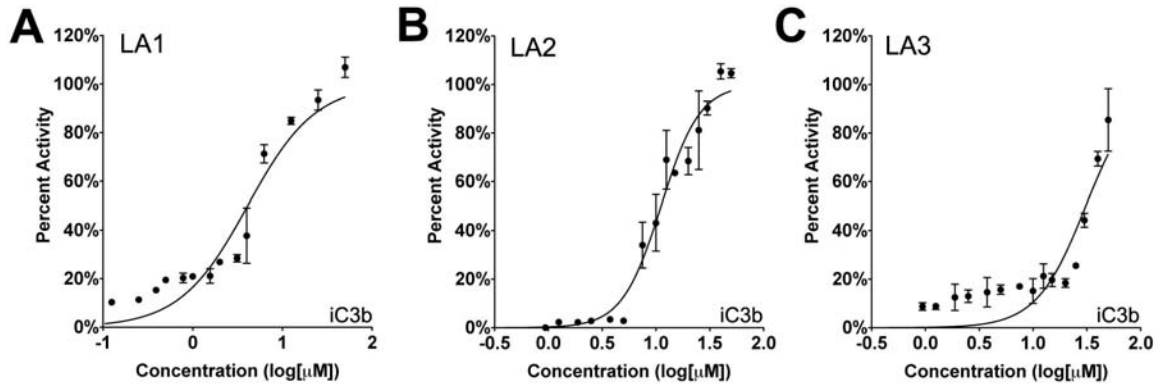 A B C
LA1 LA2 LA3
120% 120% 120%
100% 100% 100%
80% 80% 80%
60% 60% 60%
40% 40% 40%
20% 20% 20%
0% 0% 0%
Percent Activity Percent Activity Percent Activity
iC3b iC3b iC3b
-1 0 1 2 -0.5 0.0 0.5 1.0 1.5 2.0 -0.5 0.0 0.5 1.0 1.5 2.0
Concentration (log[µM]) Concentration (log[µM]) Concentration (log[µM])